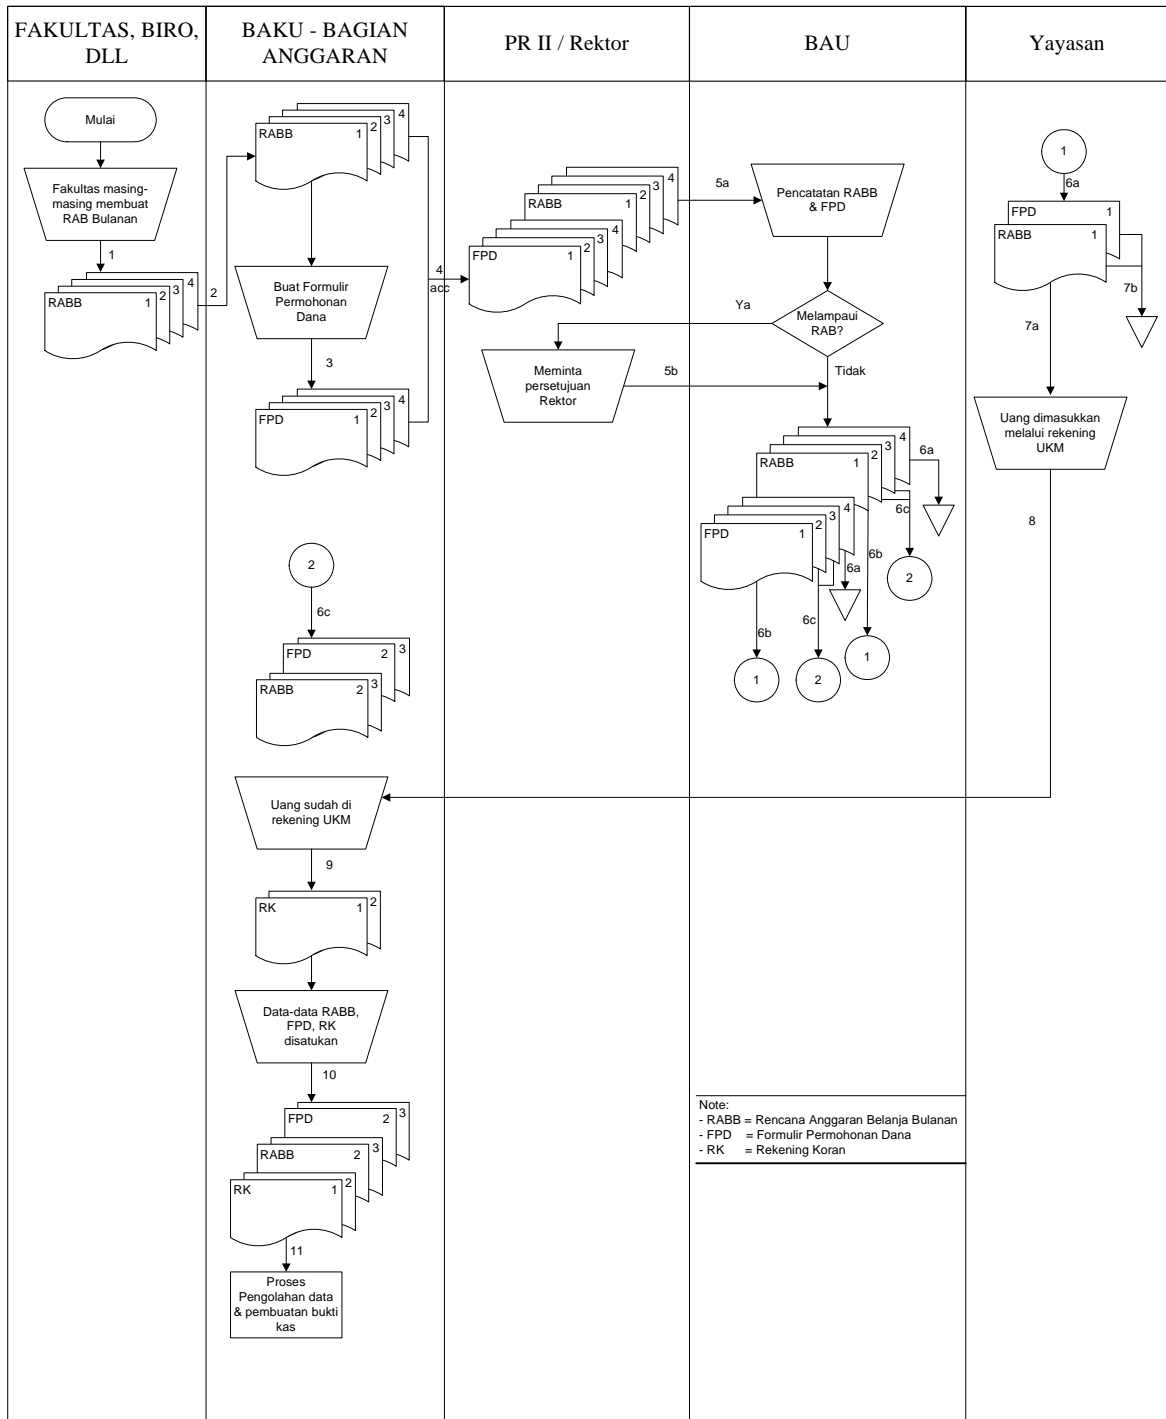 FAKULTAS, BIRO,
DLL
BAKU - BAGIAN
ANGGARAN
PR II / Rektor
BAU
Yayasan
Mulai
Fakultas masing-
masing membuat
RAB Bulanan
1
RABB 1 2 3 4
2
RABB 1 2 3 4
Buat Formulir
Permohonan
Dana
3
FPD 1 2 3 4
4
acc
RABB 1 2 3 4
FPD 1 2 3 4
5a
Pencatatan RABB
& FPD
Melampaui
RAB?
Ya
Tidak
Meminta
persetujuan
Rektor
5b
RABB 1 2 3 4
6a
6c
2
6b
1
FPD 1 2 3 4
6a
6b
1
6c
2
1
6a
FPD 1
RABB 1
7b
7a
Uang dimasukkan
melalui rekening
UKM
8
2
6c
FPD 2 3
RABB 2 3
Uang sudah di
rekening UKM
9
RK 1 2
Data-data RABB,
FPD, RK
disatukan
10
FPD 2 3
RABB 2 3
RK 1 2
11
Proses
Pengolahan data
& pembuatan bukti
kas
Note:
- RABB = Rencana Anggaran Belanja Bulanan
- FPD = Formulir Permohonan Dana
- RK = Rekening Koran